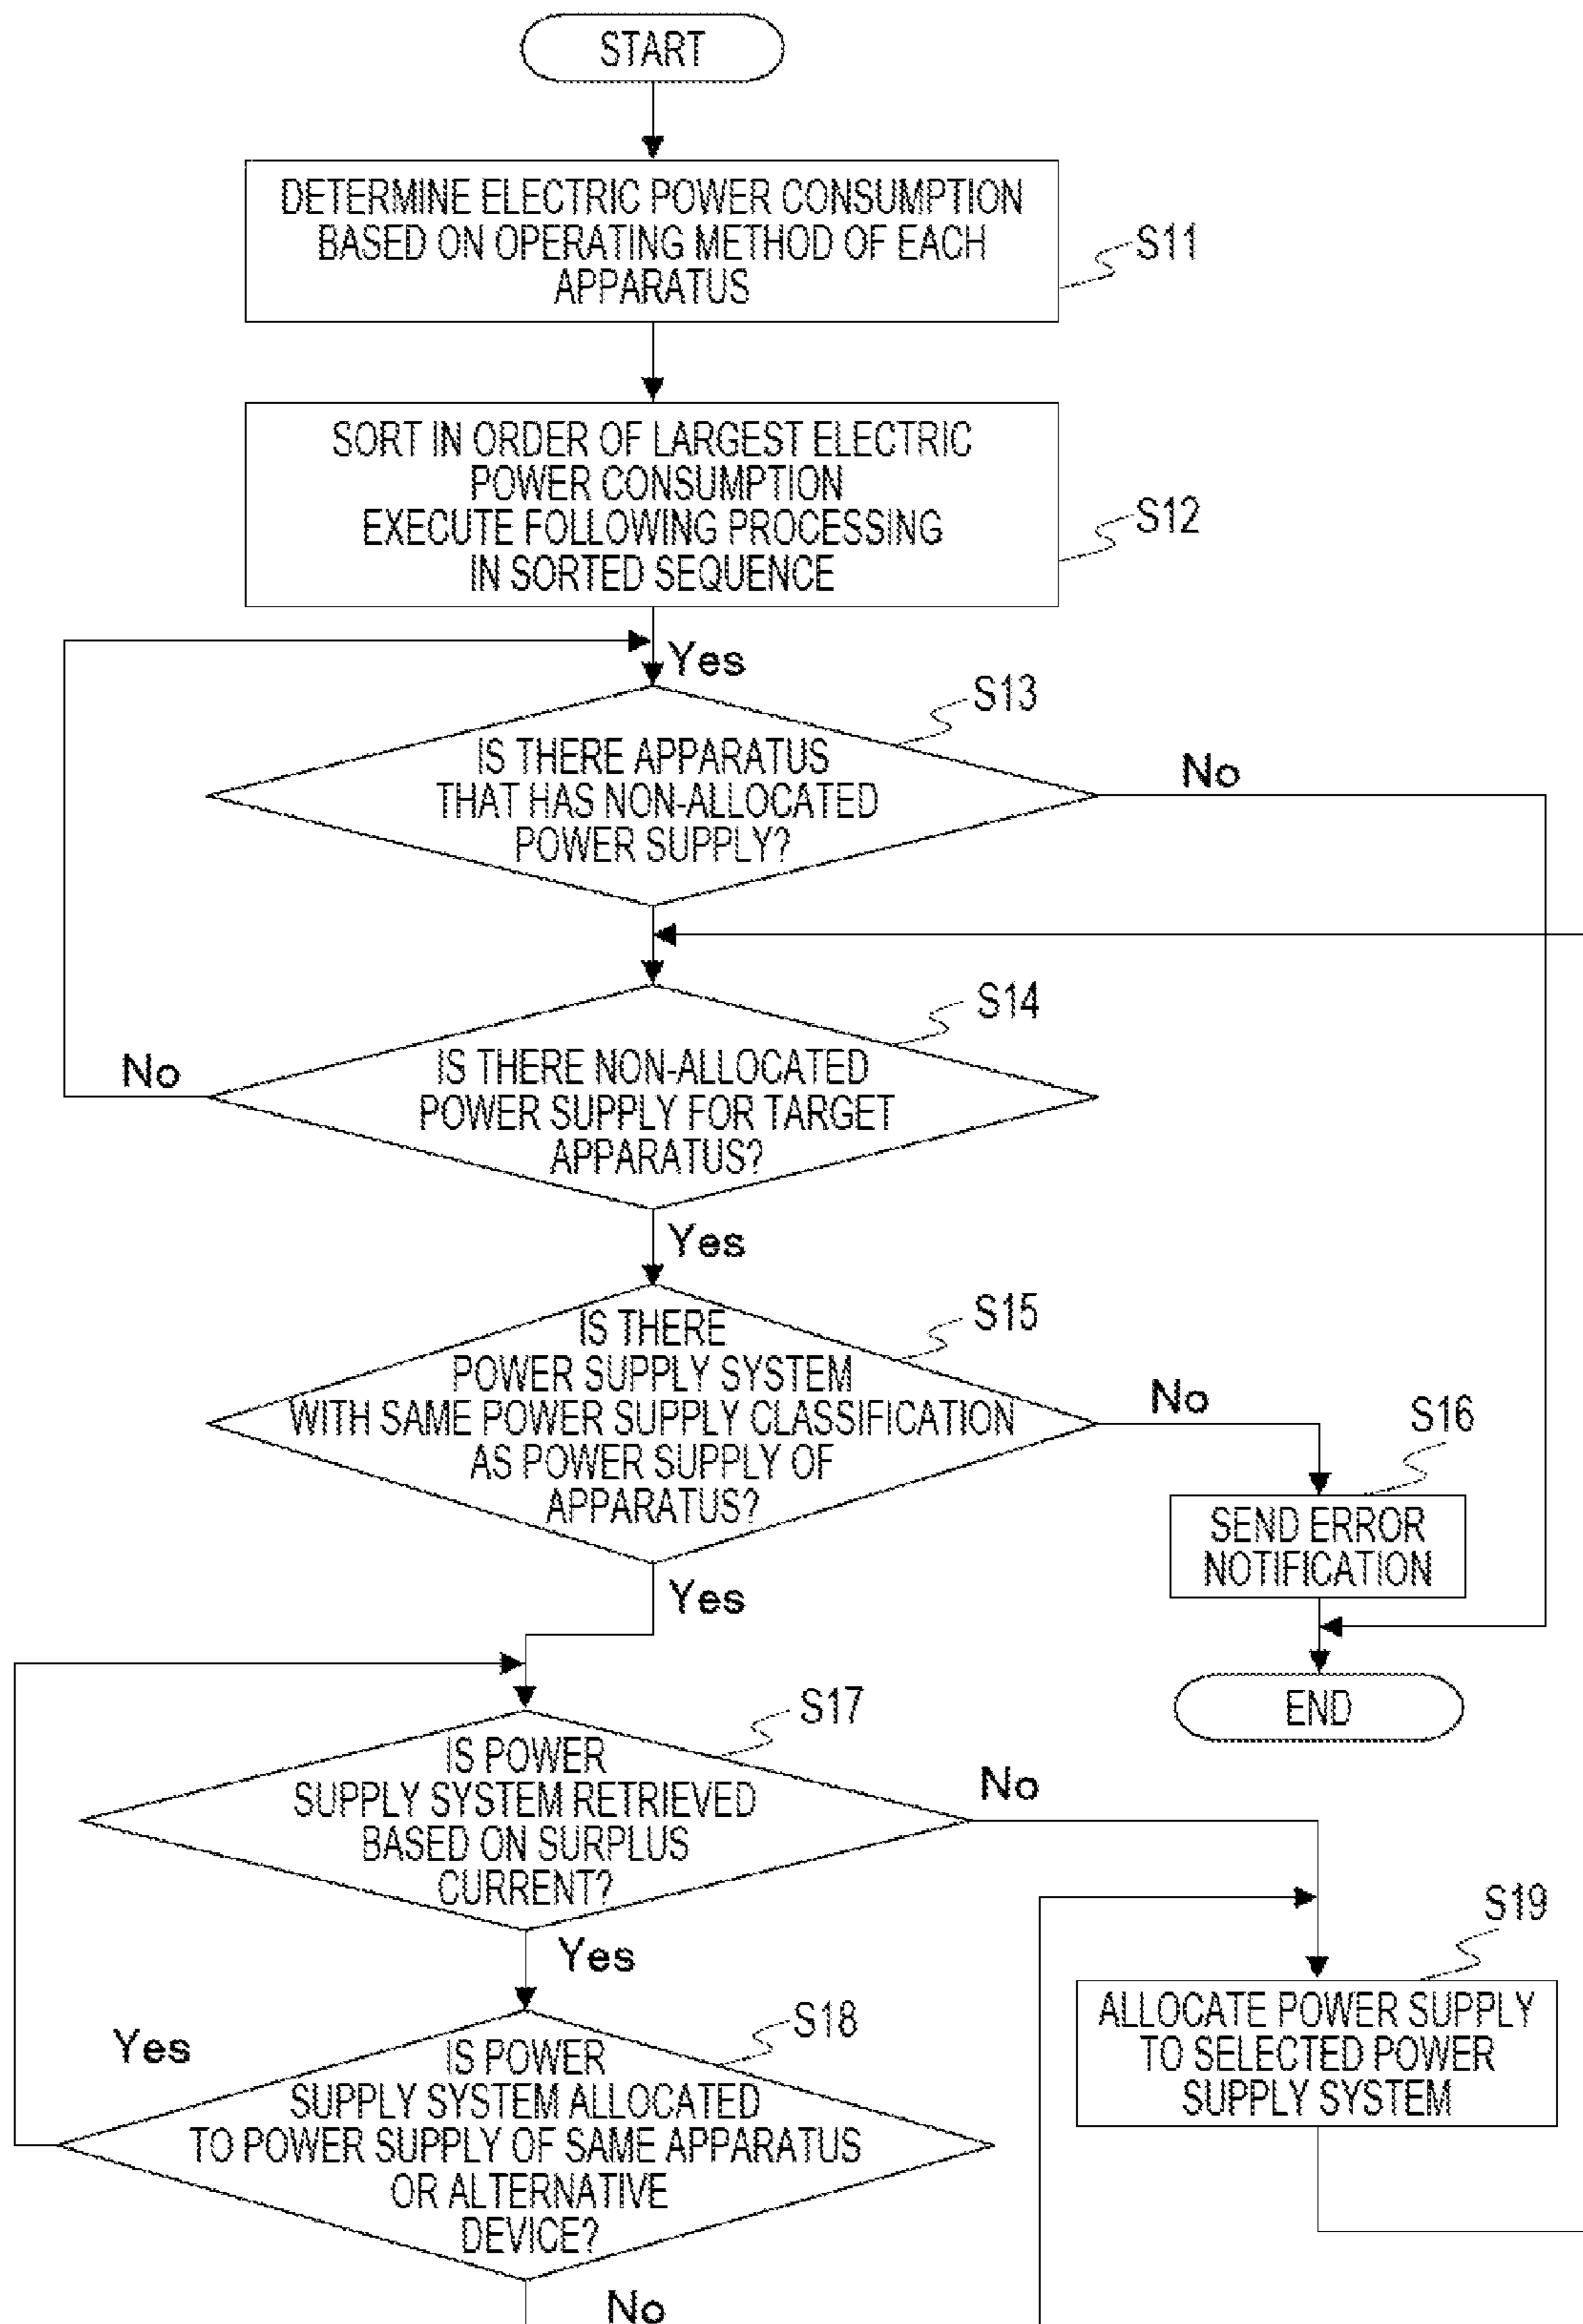 START
DETERMINE ELECTRIC POWER CONSUMPTION
BASED ON OPERATING METHOD OF EACH
APPARATUS
S11
SORT IN ORDER OF LARGEST ELECTRIC
POWER CONSUMPTION
EXECUTE FOLLOWING PROCESSING
IN SORTED SEQUENCE
S12
Yes
S13
IS THERE APPARATUS
THAT HAS NON-ALLOCATED
POWER SUPPLY?
No
S14
IS THERE NON-ALLOCATED
POWER SUPPLY FOR TARGET
APPARATUS?
No
Yes
S15
IS THERE
POWER SUPPLY SYSTEM
WITH SAME POWER SUPPLY CLASSIFICATION
AS POWER SUPPLY OF
APPARATUS?
No
S16
SEND ERROR
NOTIFICATION
Yes
END
S17
IS POWER
SUPPLY SYSTEM RETRIEVED
BASED ON SURPLUS
CURRENT?
No
Yes
S19
ALLOCATE POWER SUPPLY
TO SELECTED POWER
SUPPLY SYSTEM
S18
Yes
IS POWER
SUPPLY SYSTEM ALLOCATED
TO POWER SUPPLY OF SAME APPARATUS
OR ALTERNATIVE
DEVICE?
No